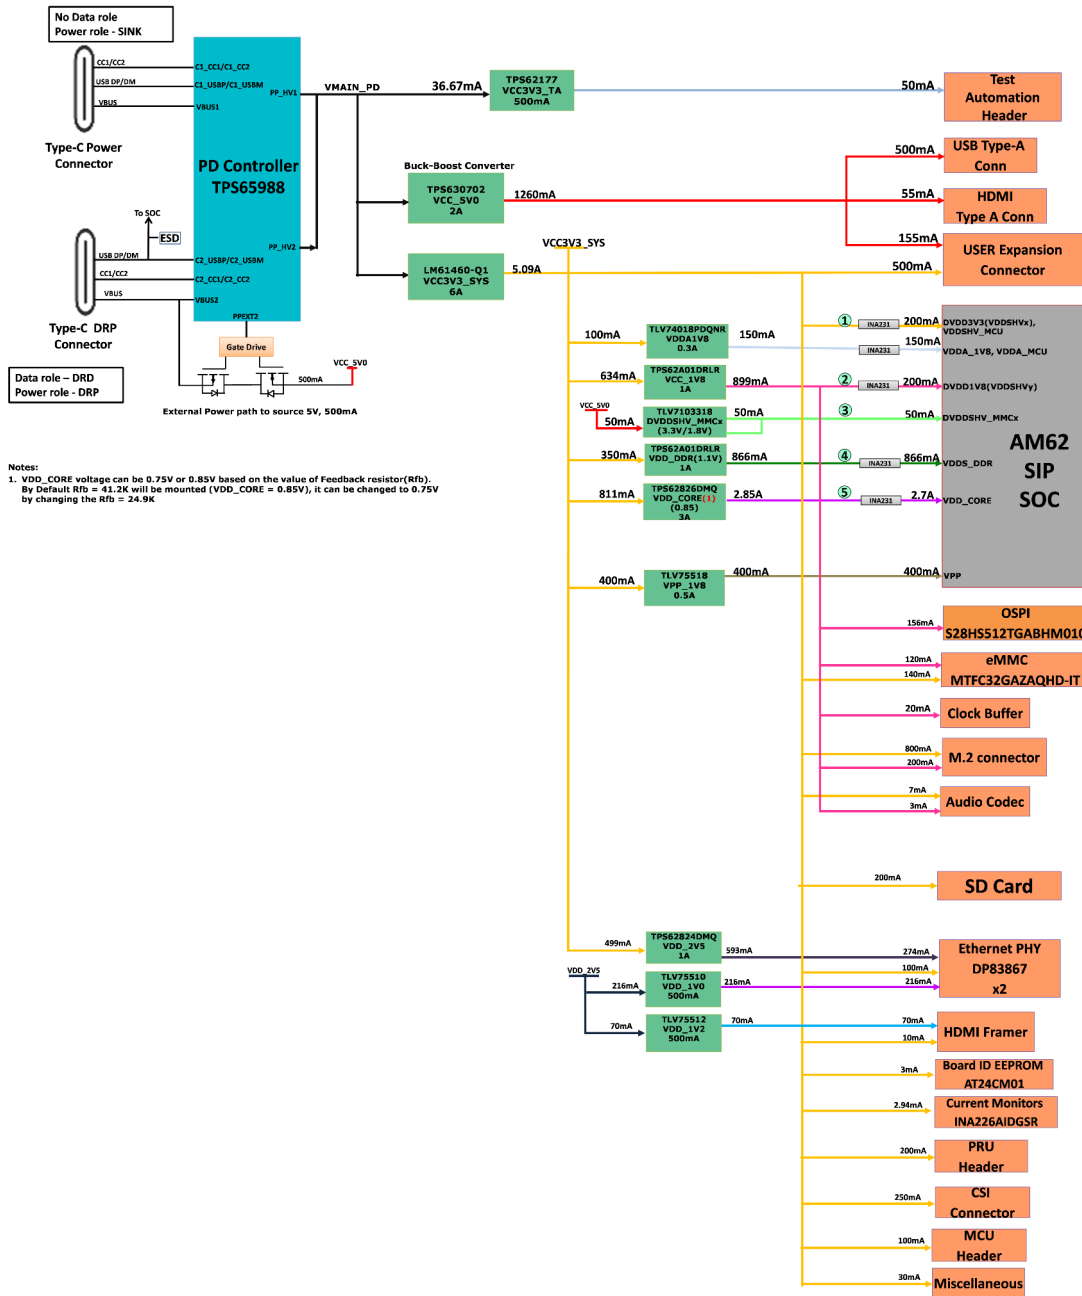 No Data role
Power role - SINK
CC1/CC2
USB DP/DM
VBUS
Type-C Power
Connector
C1_CC1/C1_CC2
C1_USBP/C1_USBM
VBUS1
PP_HV1
PD Controller
TPS65988
PP_HV2
C2_USBP/C2_USBM
C2_CC1/C2_CC2
VBUS2
PPEXT2
To SOC
ESD
USB DP/DM
CC1/CC2
VBUS
Type-C DRP
Connector
Data role – DRD
Power role - DRP
Gate Drive
500mA
VCC_5V0
External Power path to source 5V, 500mA
Notes:
1. VDD_CORE voltage can be 0.75V or 0.85V based on the value of Feedback resistor(Rfb).
By Default Rfb = 41.2K will be mounted (VDD_CORE = 0.85V), it can be changed to 0.75V
by changing the Rfb = 24.9K
VMAIN_PD
36.67mA
TPS62177
VCC3V3_TA
500mA
50mA
Test
Automation
Header
Buck-Boost Converter
TPS630702
VCC_5V0
2A
1260mA
500mA
USB Type-A
Conn
55mA
HDMI
Type A Conn
155mA
USER Expansion
Connector
500mA
VCC3V3_SYS
LM61460-Q1
VCC3V3_SYS
6A
5.09A
100mA
TLV74018PDQNR
VDDA1V8
0.3A
150mA
634mA
TPS62A01DRLR
VCC_1V8
1A
899mA
VCC_5V0
50mA
TLV7103318
DVDDSHV_MMCx
(3.3V/1.8V)
50mA
350mA
TPS62A01DRLR
VDD_DDR(1.1V)
1A
866mA
811mA
TPS62826DMQ
VDD_CORE(1)
(0.85)
3A
2.85A
400mA
TLV75518
VPP_1V8
0.5A
400mA
1
INA231
200mA
DVDD3V3(VDDSHVx),
VDDSHV_MCU
INA231
150mA
VDDA_1V8, VDDA_MCU
2
INA231
200mA
DVDD1V8(VDDSHVy)
3
50mA
DVDDSHV_MMCx
4
INA231
866mA
VDDS_DDR
5
INA231
2.7A
VDD_CORE
400mA
VPP
AM62
SIP
SOC
156mA
OSPI
S28HS512TGABHM010
120mA
140mA
eMMC
MTFC32GAZAQHD-IT
20mA
Clock Buffer
800mA
200mA
M.2 connector
7mA
3mA
Audio Codec
200mA
SD Card
499mA
TPS62824DMQ
VDD_2V5
1A
593mA
274mA
100mA
216mA
Ethernet PHY
DP83867
x2
VDD_2V5
216mA
TLV75510
VDD_1V0
500mA
216mA
70mA
TLV75512
VDD_1V2
500mA
70mA
70mA
10mA
HDMI Framer
3mA
Board ID EEPROM
AT24CM01
2.94mA
Current Monitors
INA226AIDGSR
200mA
PRU
Header
250mA
CSI
Connector
100mA
MCU
Header
30mA
Miscellaneous